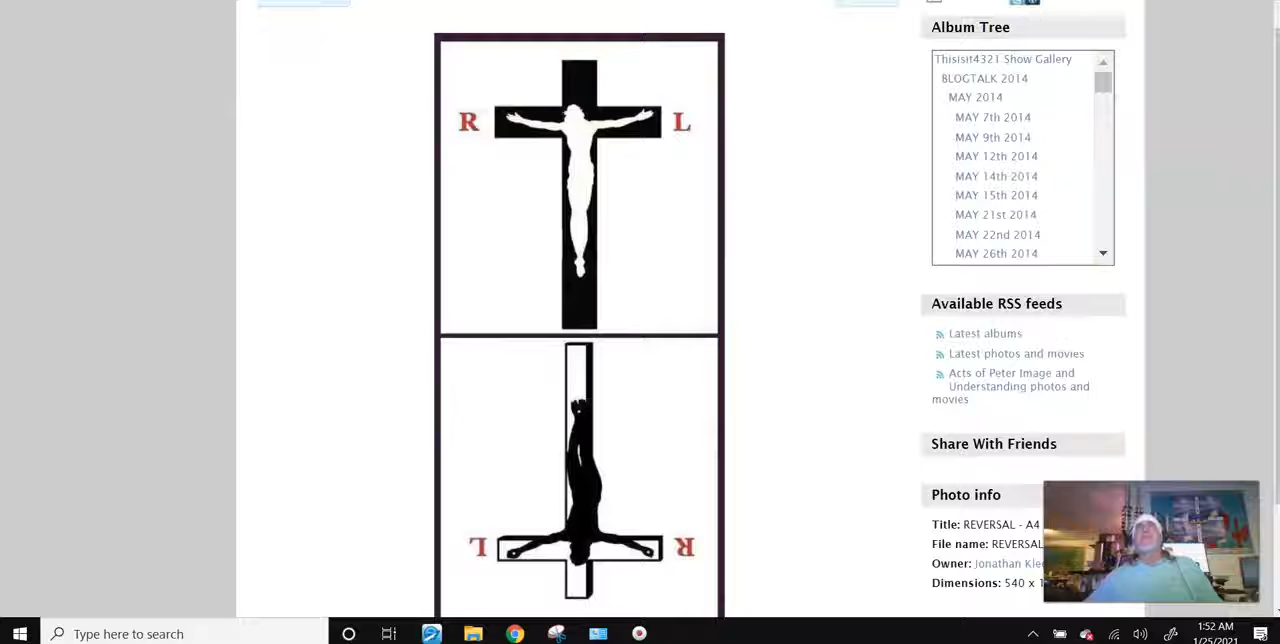 Album Tree
Thisisit4321 Show Gallery
BLOGTALK 2014
MAY 2014
MAY 7th 2014
MAY 9th 2014
MAY 12th 2014
MAY 14th 2014
MAY 15th 2014
MAY 21st 2014
MAY 22nd 2014
MAY 26th 2014
R L
L R
Available RSS feeds
Latest albums
Latest photos and movies
Acts of Peter Image and
Understanding photos and
movies
Share With Friends
Photo info
Title: REVERSAL - A4
File name: REVERSAL
Owner: Jonathan
Dimensions: 540 x
Type here to search
1:52 AM